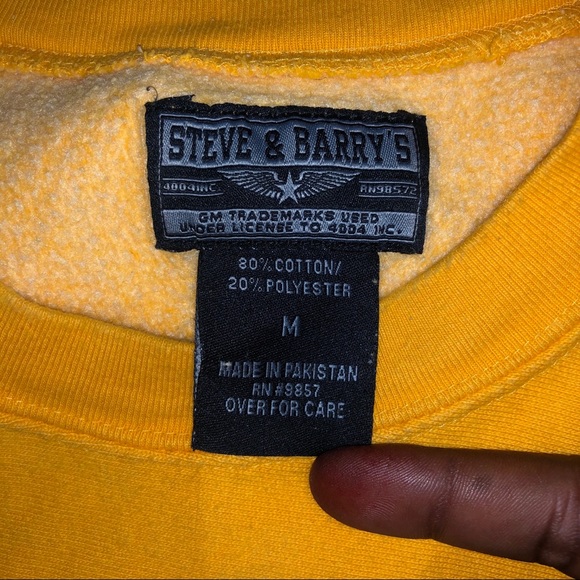 STEVE & BARRY'S
4004INC. RN98572
GM TRADEMARKS USED
UNDER LICENSE TO 4004 INC.
80% COTTON/
20% POLYESTER
M
MADE IN PAKISTAN
RN #9857
OVER FOR CARE